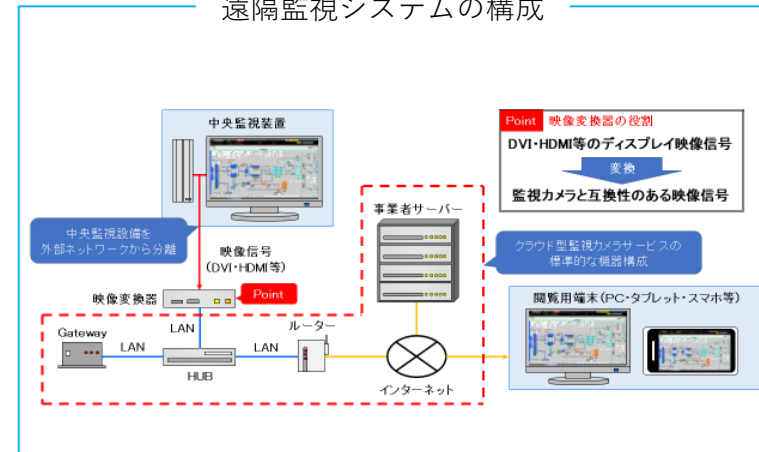 遠隔監視システムの構成
中央監視装置
Point 映像変換器の役割
DVI・HDMI等のディスプレイ映像信号
変換
監視カメラと互換性のある映像信号
中央監視設備を
外部ネットワークから分離
映像信号
(DVI・HDMI等)
事業者サーバー
クラウド型監視カメラサービスの
標準的な機器構成
映像変換器
Point
閲覧用端末(PC・タブレット・スマホ等)
Gateway
LAN
LAN
LAN
ルーター
HUB
インターネット